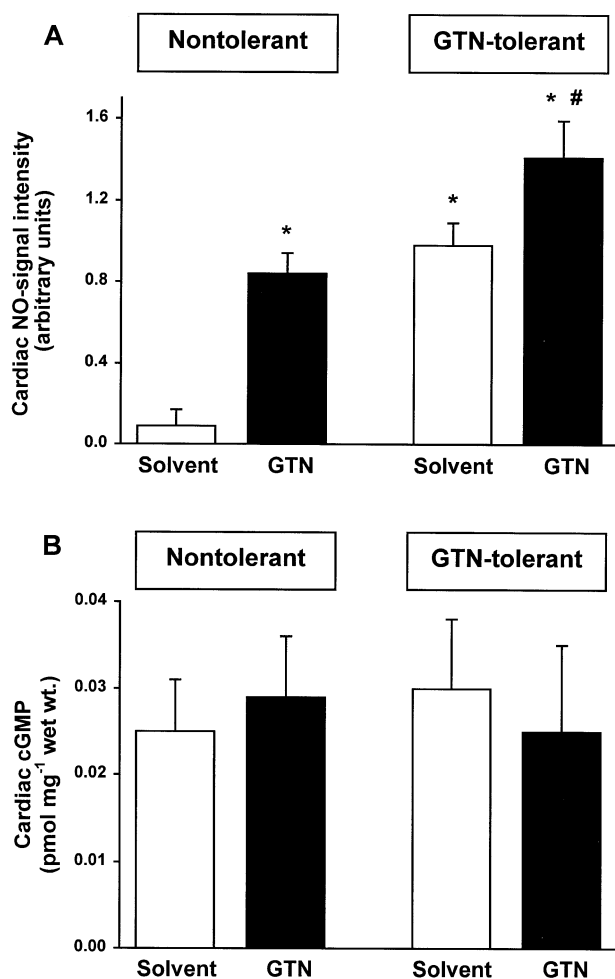 A
Nontolerant GTN-tolerant
Cardiac NO-signal intensity
(arbitrary units)
1.6
1.2
0.8
0.4
0.0
*
*
* #
Solvent GTN Solvent GTN
B
Nontolerant GTN-tolerant
Cardiac cGMP
(pmol mg⁻¹ wet wt.)
0.04
0.03
0.02
0.01
0.00
Solvent GTN Solvent GTN